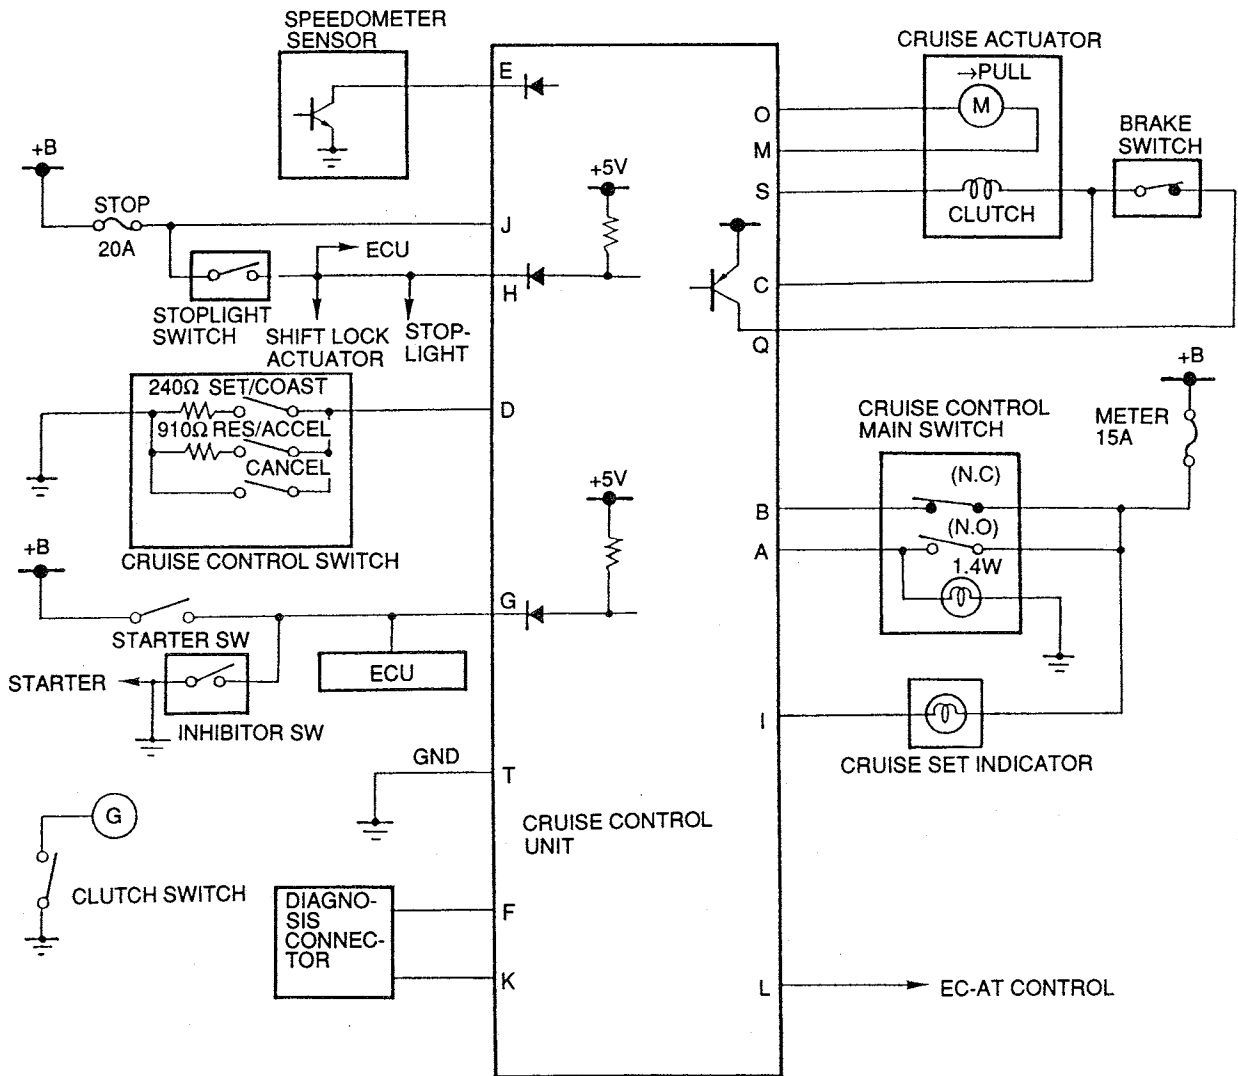 SPEEDOMETER
SENSOR
E
+B
STOP
20A
J
ECU
H
STOPLIGHT
SWITCH
SHIFT LOCK
ACTUATOR
STOP-
LIGHT
+5V
240Ω SET/COAST
910Ω RES/ACCEL
CANCEL
D
CRUISE CONTROL SWITCH
+B
+5V
G
STARTER SW
ECU
STARTER
INHIBITOR SW
GND
T
G
CLUTCH SWITCH
DIAGNO-
SIS
CONNEC-
TOR
F
K
CRUISE CONTROL
UNIT
CRUISE ACTUATOR
→PULL
M
O
M
S
CLUTCH
BRAKE
SWITCH
C
Q
+B
METER
15A
CRUISE CONTROL
MAIN SWITCH
(N.C)
B
(N.O)
A
1.4W
I
CRUISE SET INDICATOR
L
EC-AT CONTROL